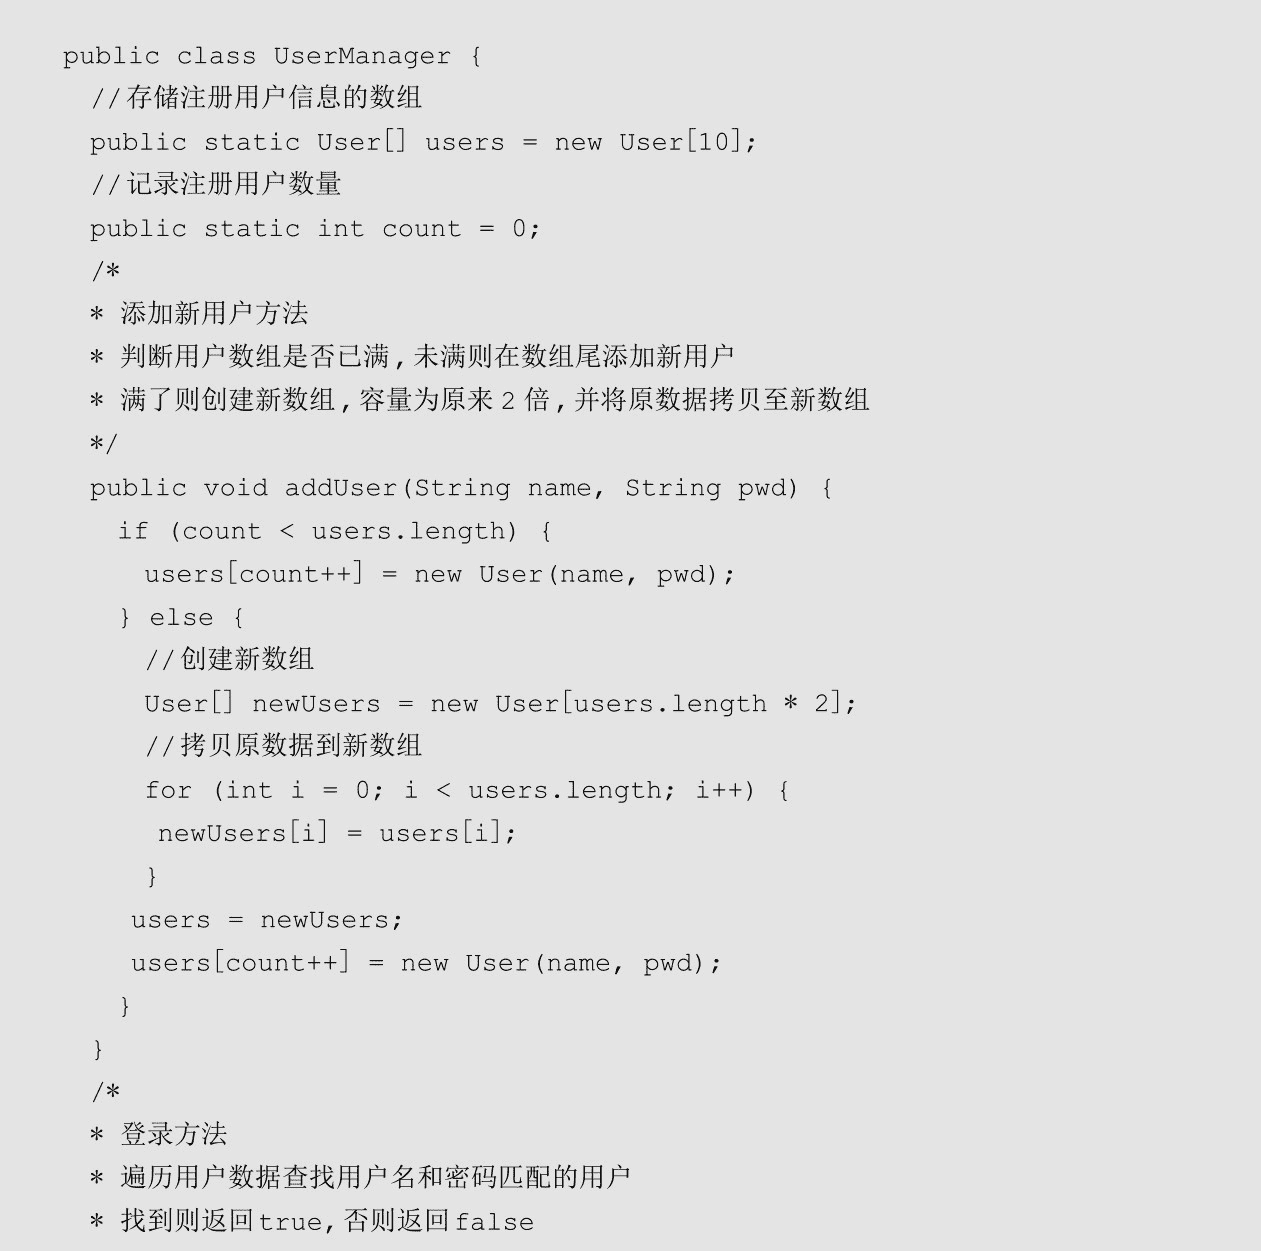 public class UserManager {
//存储注册用户信息的数组
public static User[] users = new User[10];
//记录注册用户数量
public static int count = 0;
/*
* 添加新用户方法
* 判断用户数组是否已满,未满则在数组尾添加新用户
* 满了则创建新数组,容量为原来 2 倍,并将原数据拷贝至新数组
*/
public void addUser(String name, String pwd) {
if (count < users.length) {
users[count++] = new User(name, pwd);
} else {
//创建新数组
User[] newUsers = new User[users.length * 2];
//拷贝原数据到新数组
for (int i = 0; i < users.length; i++) {
newUsers[i] = users[i];
}
users = newUsers;
users[count++] = new User(name, pwd);
}
}
/*
* 登录方法
* 遍历用户数据查找用户名和密码匹配的用户
* 找到则返回true,否则返回false